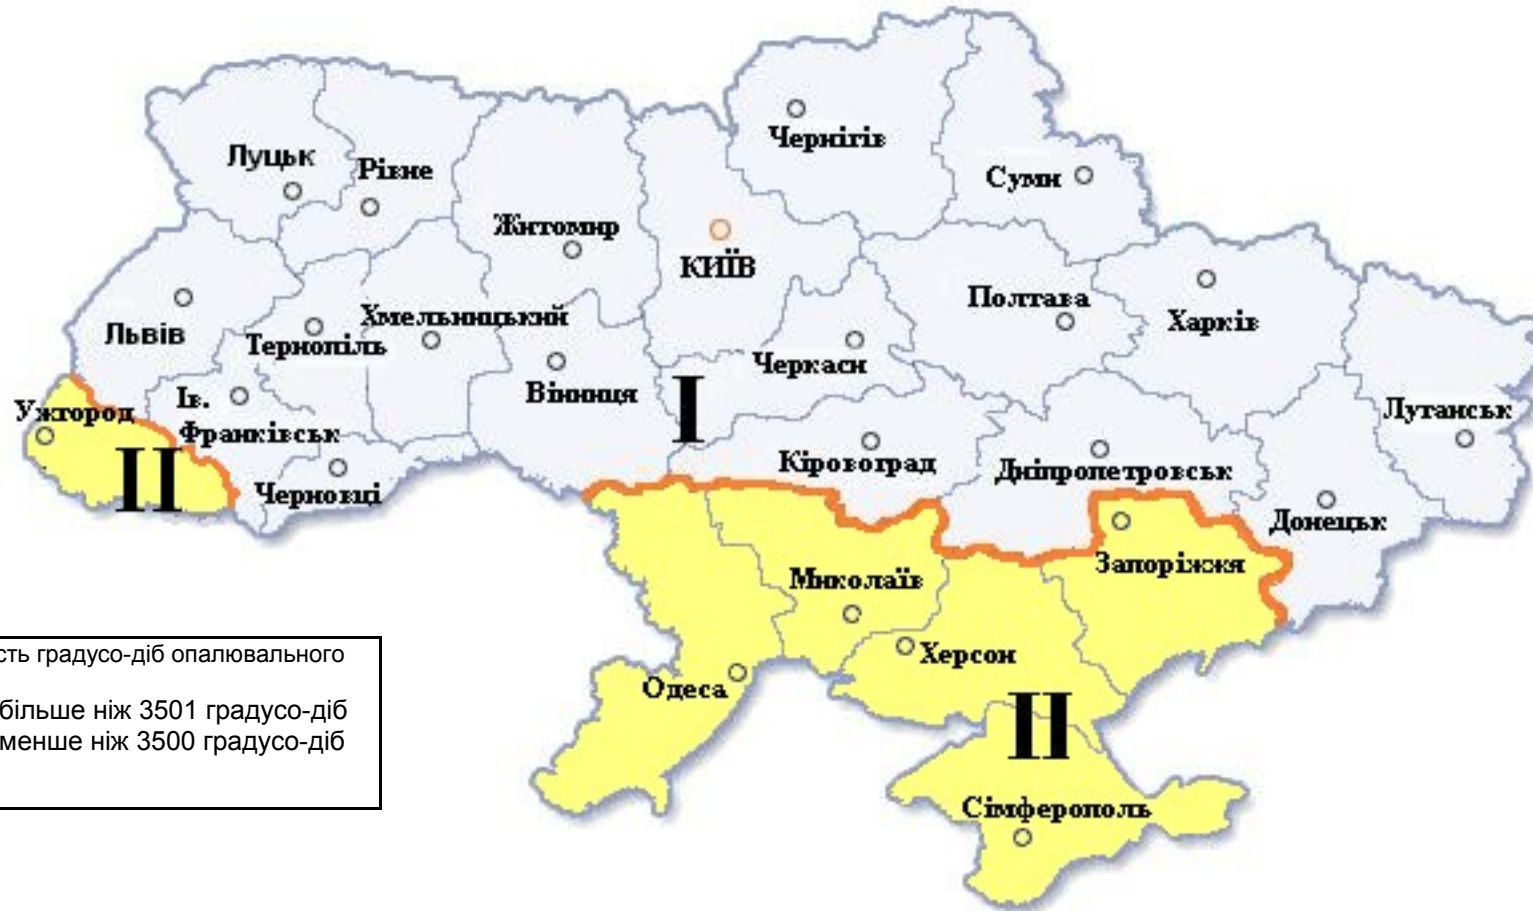 Чернігів
Луцьк
Рівне
Суми
Житомир
КИЇВ
Полтава
Львів
Тернопіль
Хмельницький
Харків
Черкаси
Вінниця
I
Ужгород
Ів.
Франківськ
Лутанськ
II
Кіровоград
Дніпропетровськ
Черновці
Донецьк
Запоріжжя
Миколаїв
Херсон
Одеса
II
Сімферополь
сть градусо-діб опалювального
більше ніж 3501 градусо-діб
менше ніж 3500 градусо-діб